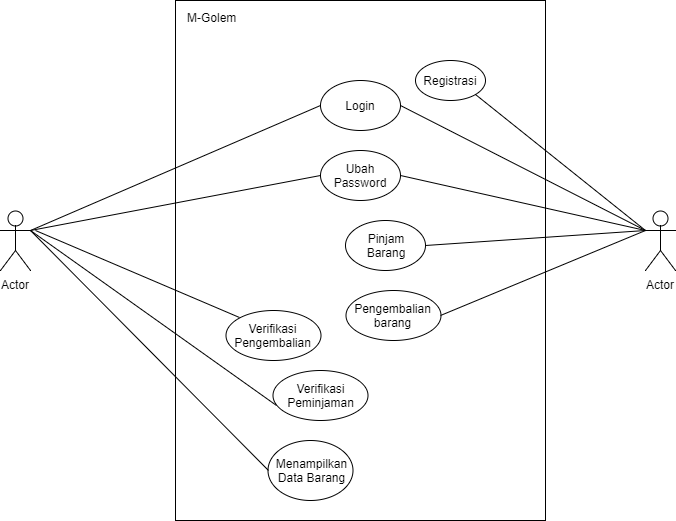 M-Golem
Registrasi
Login
Ubah
Password
Pinjam
Barang
Actor
Actor
Pengembalian
barang
Verifikasi
Pengembalian
Verifikasi
Peminjaman
Menampilkan
Data Barang